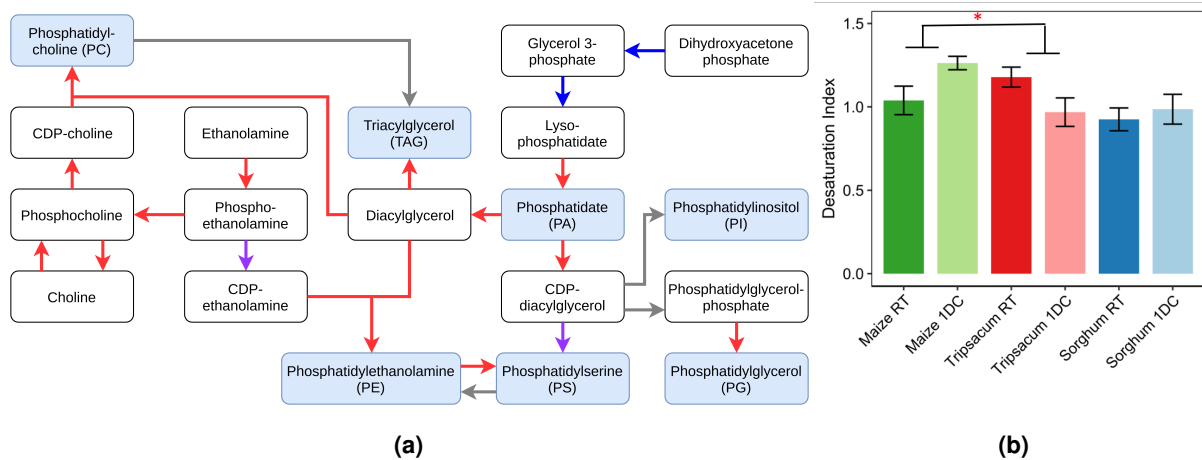 Phosphatidyl-
choline (PC)
Glycerol 3-
phosphate
Dihydroxyacetone
phosphate
CDP-choline
Ethanolamine
Triacylglycerol
(TAG)
Lyso-
phosphatidate
Phosphocholine
Phospho-
ethanolamine
Diacylglycerol
Phosphatidate
(PA)
Phosphatidylinositol
(PI)
Choline
CDP-
ethanolamine
CDP-
diacylglycerol
Phosphatidylglycerol-
phosphate
Phosphatidylethanolamine
(PE)
Phosphatidylserine
(PS)
Phosphatidylglycerol
(PG)
(a)
Desaturation Index
1.5
1.0
0.5
0.0
*
Maize RT
Maize 1DC
Tripsacum RT
Tripsacum 1DC
Sorghum RT
Sorghum 1DC
(b)